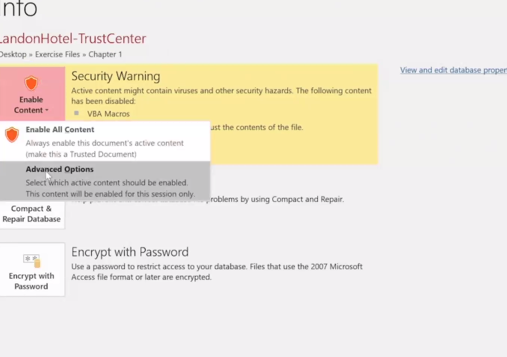 Info
LandonHotel-TrustCenter
Desktop » Exercise Files » Chapter 1
Security Warning
Active content might contain viruses and other security hazards. The following content
has been disabled:
VBA Macros
ust the contents of the file.
Enable
Content
Enable All Content
Always enable this document's active content
(make this a Trusted Document)
Advanced Options
Select which active content should be enabled.
This content will be enabled for this session only.
problems by using Compact and Repair.
Compact &
Repair Database
Encrypt with Password
Use a password to restrict access to your database. Files that use the 2007 Microsoft
Access file format or later are encrypted.
Encrypt with
Password
View and edit database proper